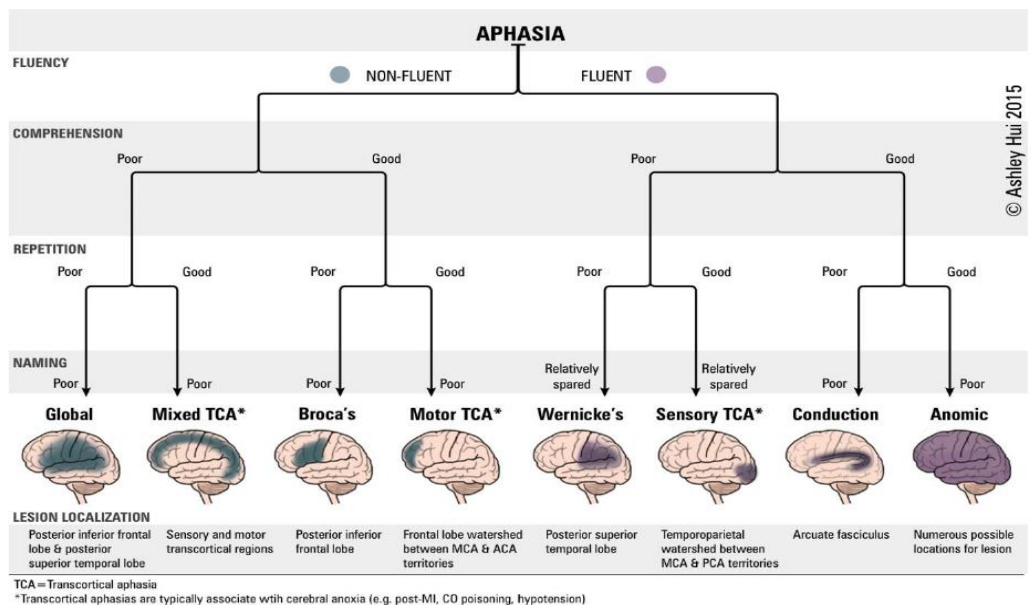 APHASIA
FLUENCY
NON-FLUENT FLUENT
© Ashley Hui 2015
COMPREHENSION
Poor Good Poor Good
REPETITION
Poor Good Poor Good Poor Good Poor Good
NAMING
Poor Poor Poor Poor Relatively spared Relatively spared Poor Poor
Global Mixed TCA* Broca's Motor TCA* Wernicke's Sensory TCA* Conduction Anomic
LESION LOCALIZATION
Posterior inferior frontal
lobe & posterior
superior temporal lobe
Sensory and motor
transcortical regions
Posterior inferior
frontal lobe
Frontal lobe watershed
between MCA & ACA
territories
Posterior superior
temporal lobe
Temporoparietal
watershed between
MCA & PCA territories
Arcuate fasciculus
Numerous possible
locations for lesion
TCA=Transcortical aphasia
*Transcortical aphasias are typically associate wtih cerebral anoxia (e.g. post-MI, CO poisoning, hypotension)